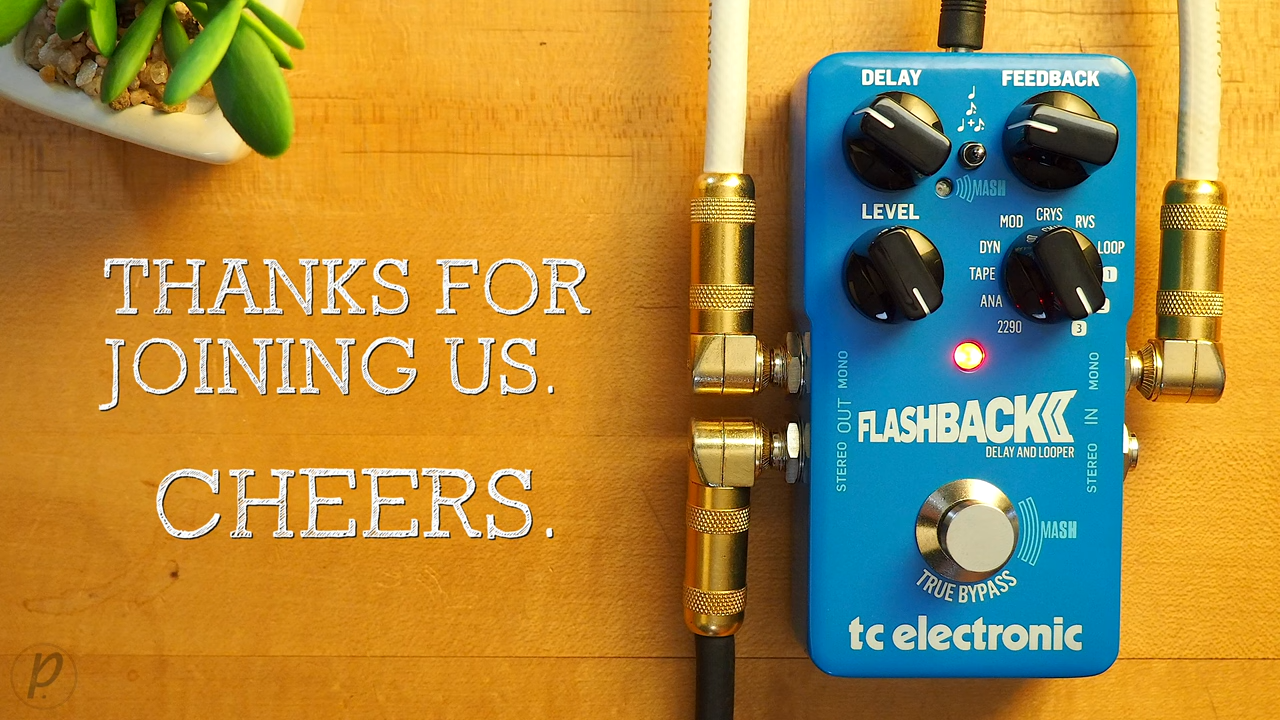 THANKS FOR
JOINING US.
CHEERS.
DELAY
FEEDBACK
MASH
LEVEL
MOD
CRYS
RVS
DYN
LOOP
TAPE
1
ANA
2290
3
STEREO OUT MONO
STEREO IN MONO
FLASHBACK
DELAY AND LOOPER
MASH
TRUE BYPASS
tc electronic
p.